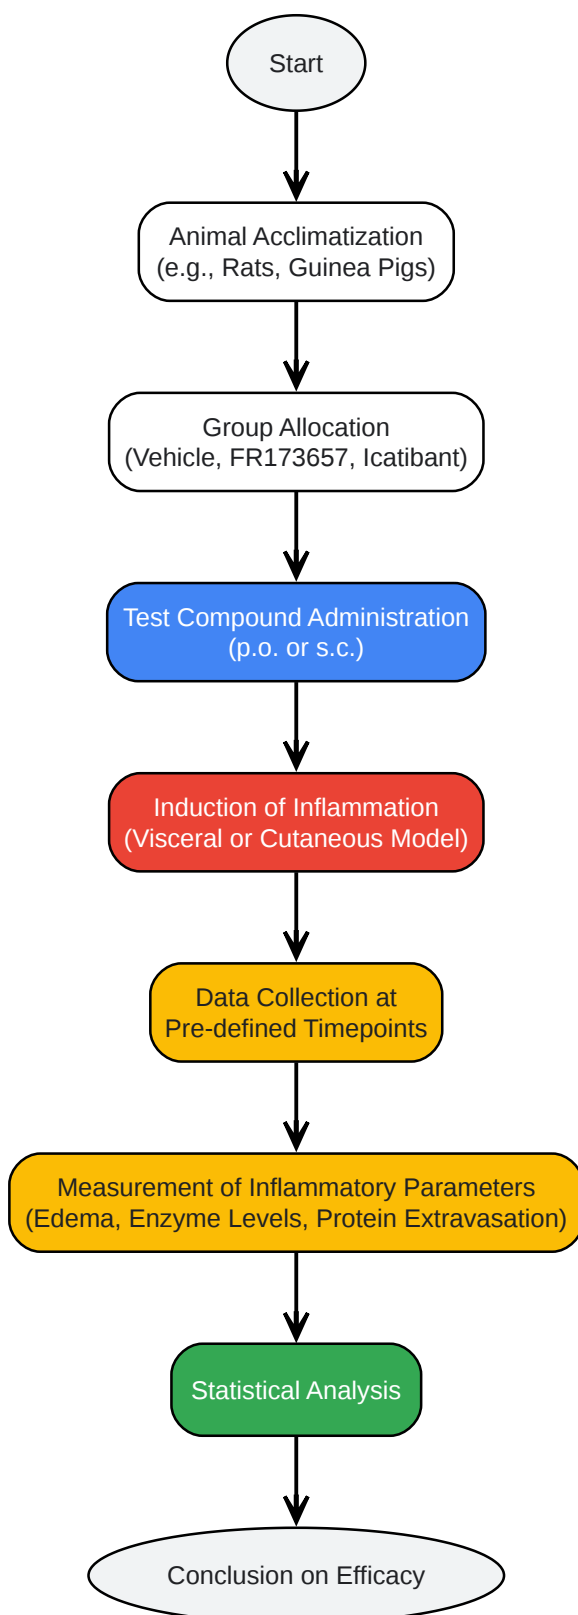 Start
Animal Acclimatization
(e.g., Rats, Guinea Pigs)
Group Allocation
(Vehicle, FR173657, Icatibant)
Test Compound Administration
(p.o. or s.c.)
Induction of Inflammation
(Visceral or Cutaneous Model)
Data Collection at
Pre-defined Timepoints
Measurement of Inflammatory Parameters
(Edema, Enzyme Levels, Protein Extravasation)
Statistical Analysis
Conclusion on Efficacy